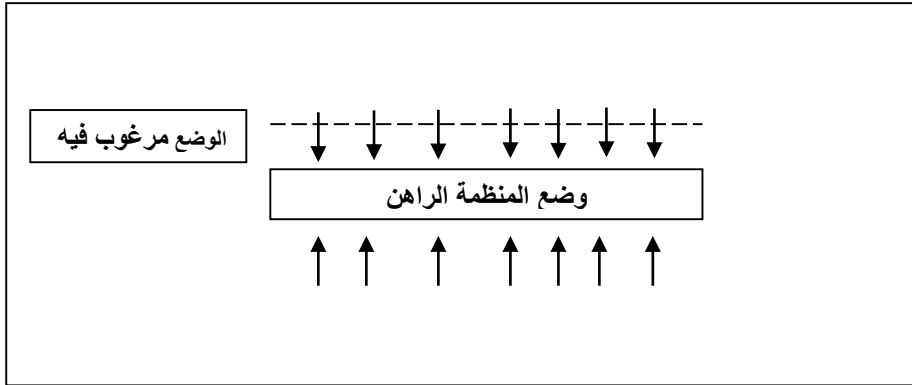 الوضع مرغوب فيه
وضع المنظمة الراهن